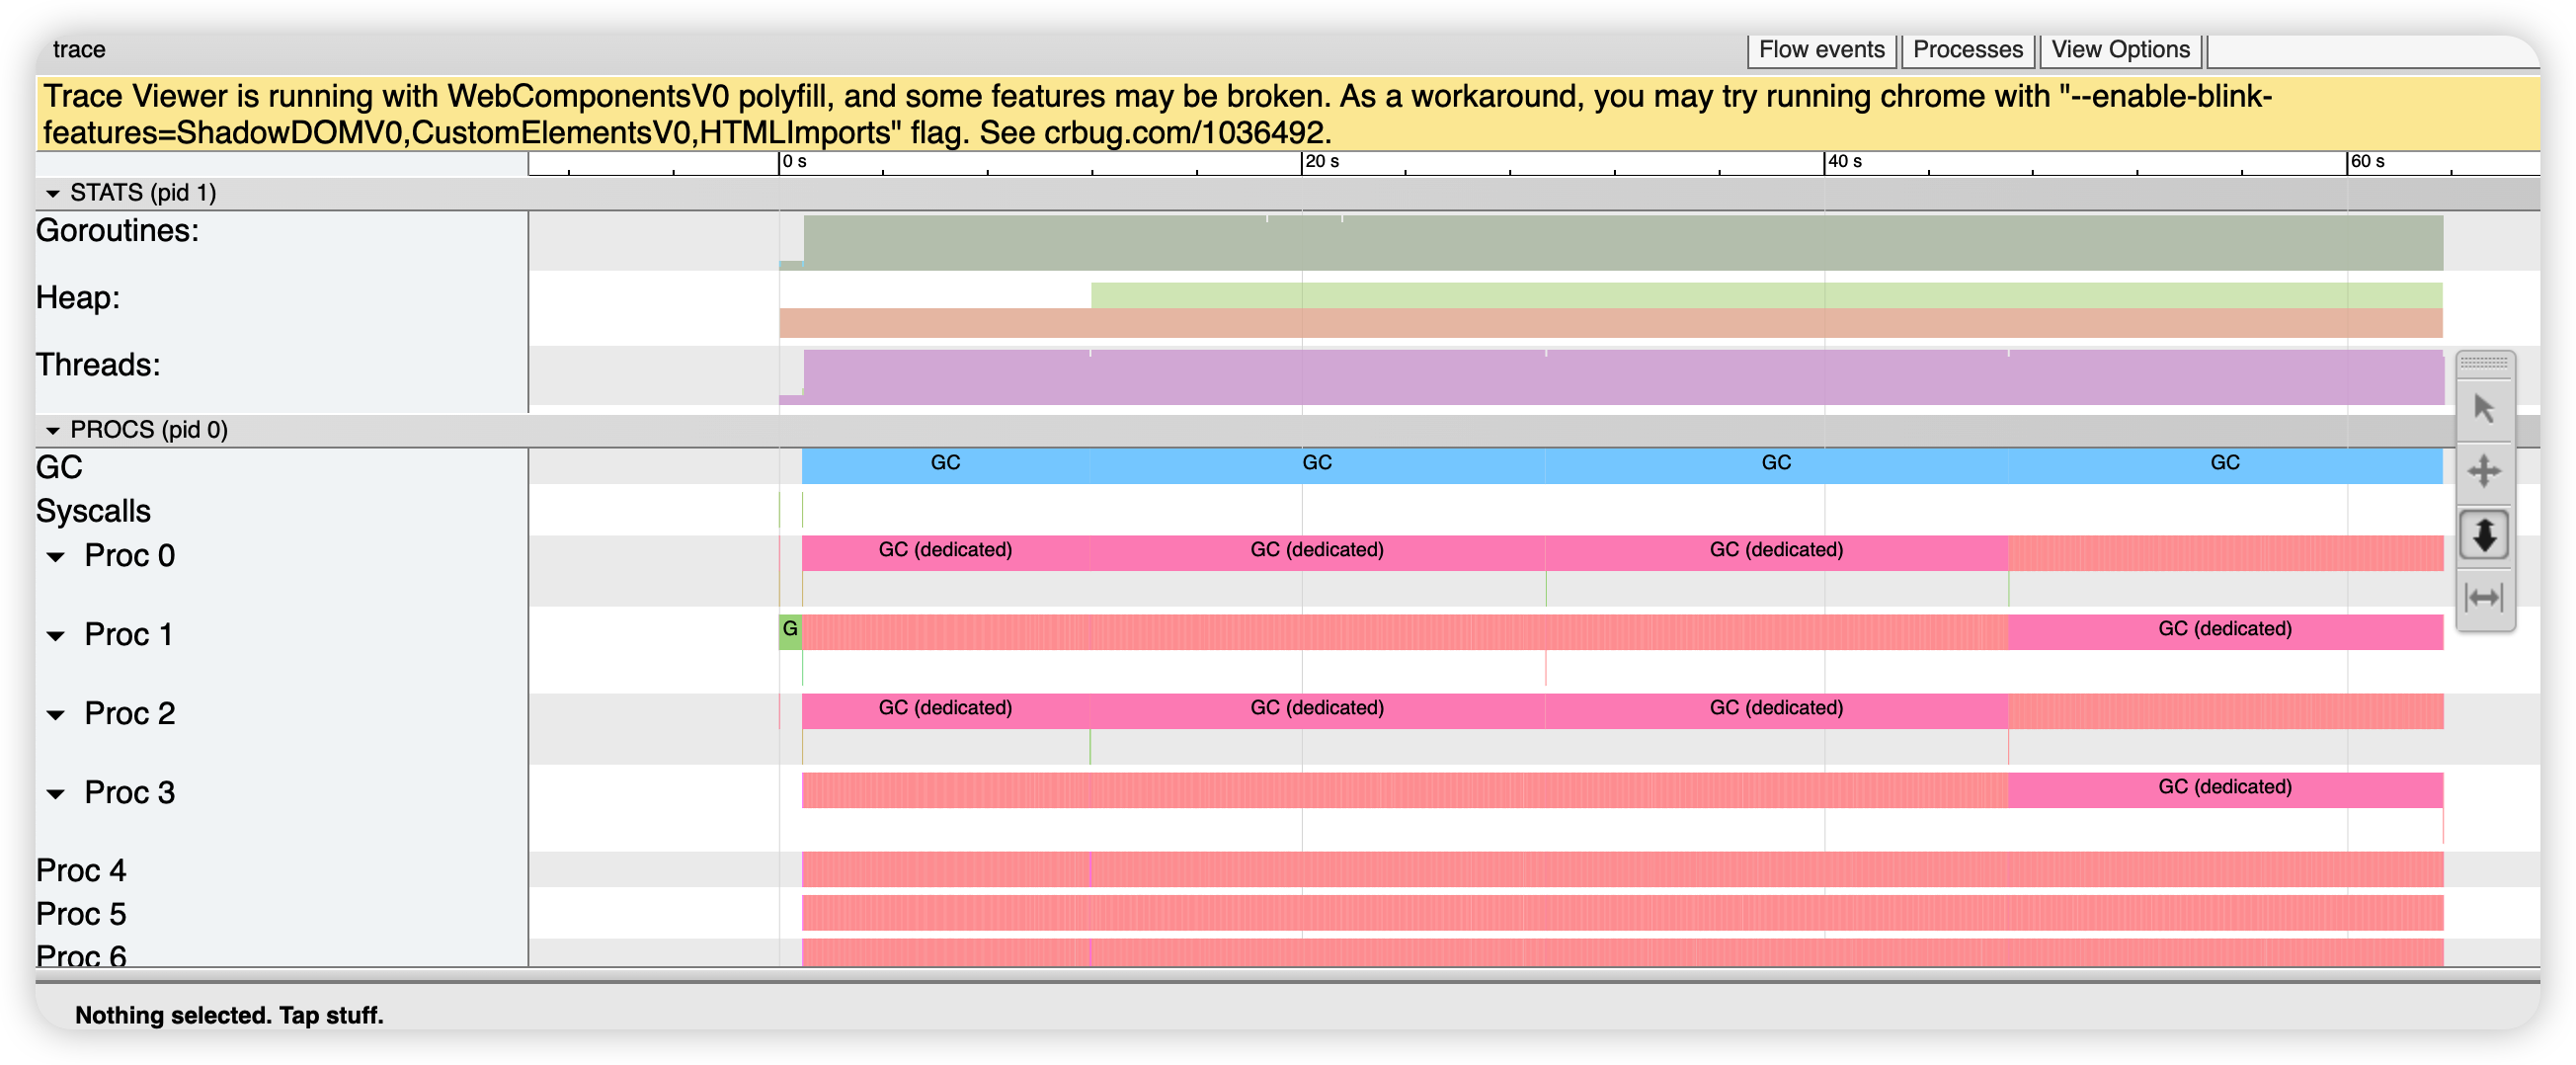 trace
Flow events Processes View Options
Trace Viewer is running with WebComponentsV0 polyfill, and some features may be broken. As a workaround, you may try running chrome with "--enable-blink-
features=ShadowDOMV0,CustomElementsV0,HTMLImports" flag. See crbug.com/1036492.
0 s 20 s 40 s 60 s
STATS (pid 1)
Goroutines:
Heap:
Threads:
PROCS (pid 0)
GC GC GC GC GC
Syscalls
Proc 0 GC (dedicated) GC (dedicated) GC (dedicated)
Proc 1 G GC (dedicated)
Proc 2 GC (dedicated) GC (dedicated) GC (dedicated)
Proc 3 GC (dedicated)
Proc 4
Proc 5
Proc 6
Nothing selected. Tap stuff.